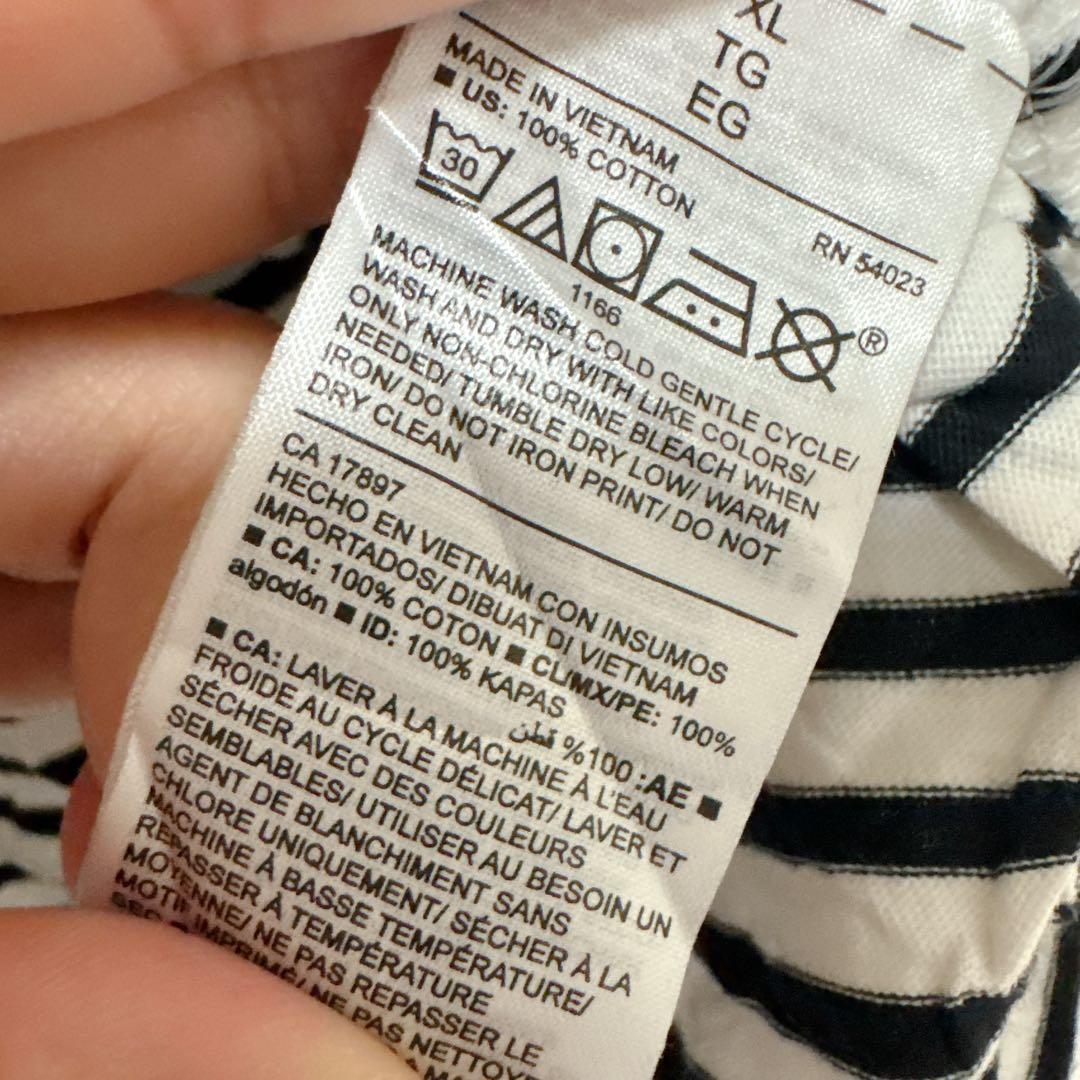 XL
TG
EG
RN 54023
MADE IN VIETNAM
■ US: 100% COTTON
30
®
1166
MACHINE WASH COLD GENTLE CYCLE/
WASH AND DRY WITH LIKE COLORS/
ONLY NON-CHLORINE BLEACH WHEN
NEEDED/ TUMBLE DRY LOW/ WARM
IRON/ DO NOT IRON PRINT/ DO NOT
DRY CLEAN
CA 17897
HECHO EN VIETNAM CON INSUMOS
IMPORTADOS/ DIBUAT DI VIETNAM
■ CA: 100% COTON ■ CL/MX/PE: 100%
algodón ■ ID: 100% KAPAS
■ AE: 100% قطن
■ CA: LAVER À LA MACHINE À L'EAU
FROIDE AU CYCLE DÉLICAT/ LAVER ET
SÉCHER AVEC DES COULEURS
SEMBLABLES/ UTILISER AU BESOIN UN
AGENT DE BLANCHIMENT SANS
CHLORE UNIQUEMENT/ SÉCHER À LA
MACHINE À BASSE TEMPÉRATURE/
REPASSER À TEMPÉRATURE
MOYENNE/ NE PAS REPASSER LE
MOTIF IMPRIMÉ/ NE PAS NETTOYER